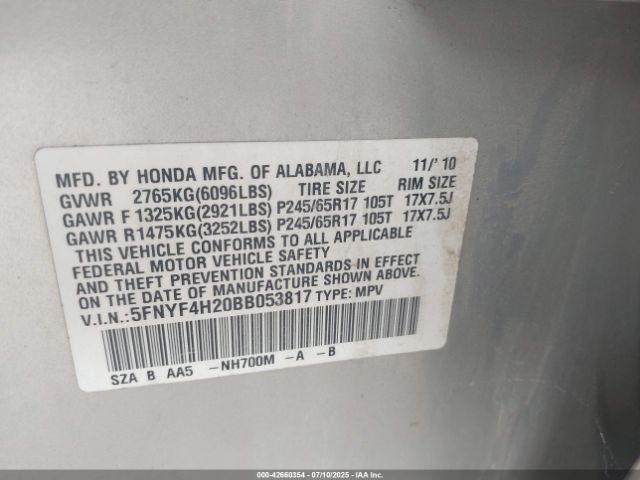 MFD. BY HONDA MFG. OF ALABAMA, LLC 11/'10
GVWR 2765KG(6096LBS) TIRE SIZE RIM SIZE
GAWR F 1325KG(2921LBS) P245/65R17 105T 17X7.5J
GAWR R1475KG(3252LBS) P245/65R17 105T 17X7.5J
THIS VEHICLE CONFORMS TO ALL APPLICABLE
FEDERAL MOTOR VEHICLE SAFETY
AND THEFT PREVENTION STANDARDS IN EFFECT
ON THE DATE OF MANUFACTURE SHOWN ABOVE.
V.I.N.:5FNYF4H20BB053817 TYPE: MPV
SZA B AA5 -NH700M -A -B
000-42660354 | 07/10/2025 | IAA Inc.